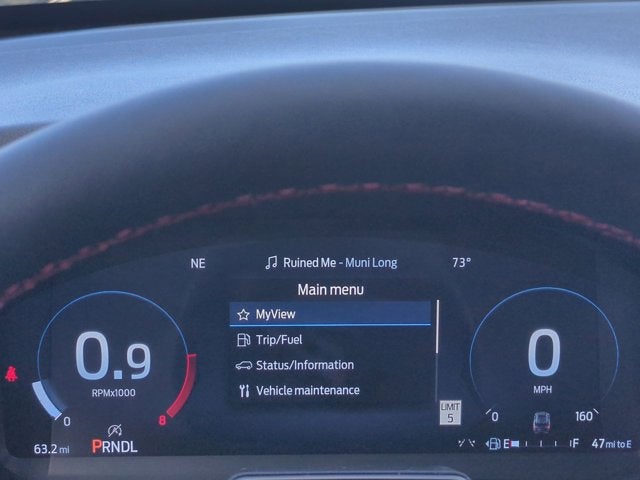 NE Ruined Me - Muni Long 73°
Main menu
MyView
Trip/Fuel
Status/Information
Vehicle maintenance
0.9
RPMx1000
0 8
0
MPH
0 160
LIMIT
5
63.2 mi PRNDL
E F 47 mi to E